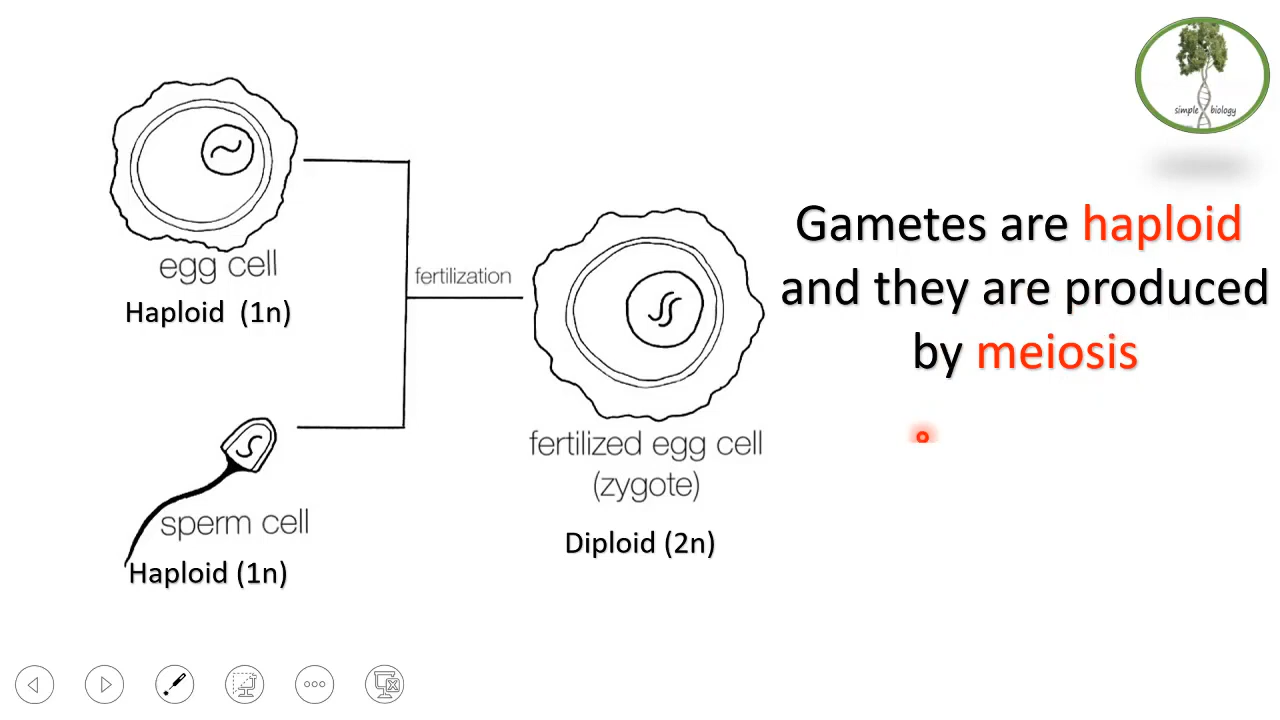 simple biology
egg cell
Haploid (1n)
fertilization
sperm cell
Haploid (1n)
fertilized egg cell
(zygote)
Diploid (2n)
Gametes are haploid
and they are produced
by meiosis